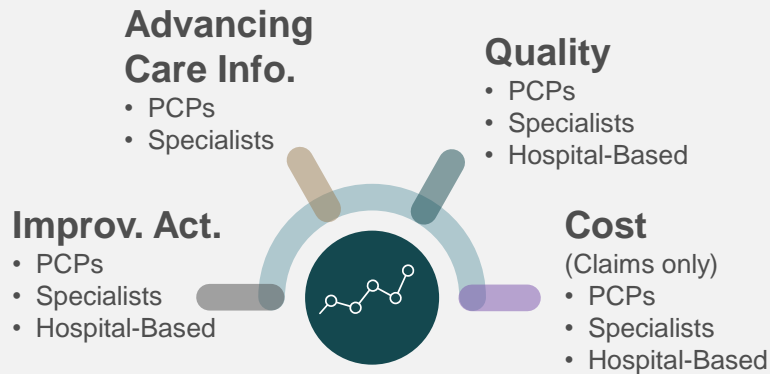 Advancing
Care Info.
• PCPs
• Specialists
Quality
• PCPs
• Specialists
• Hospital-Based
Improv. Act.
• PCPs
• Specialists
• Hospital-Based
Cost
(Claims only)
• PCPs
• Specialists
• Hospital-Based